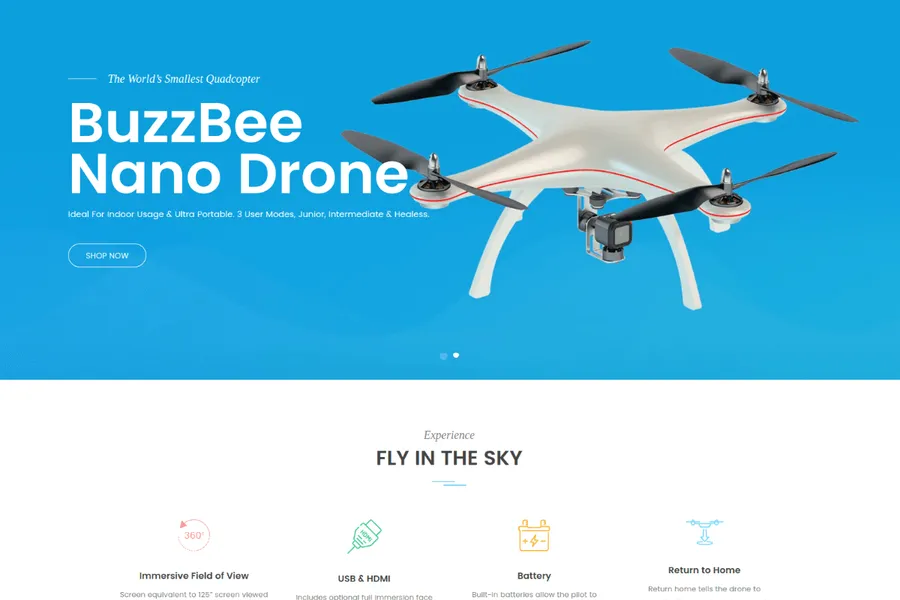 The World's Smallest Quadcopter
BuzzBee
Nano Drone
Ideal For Indoor Usage & Ultra Portable. 3 User Modes, Junior, Intermediate & Healess.
SHOP NOW
Experience
FLY IN THE SKY
360°
HDMI
Immersive Field of View
USB & HDMI
Battery
Return to Home
Screen equivalent to 125" screen viewed
Includes optional full immersion face
Built-in batteries allow the pilot to
Return home tells the drone to